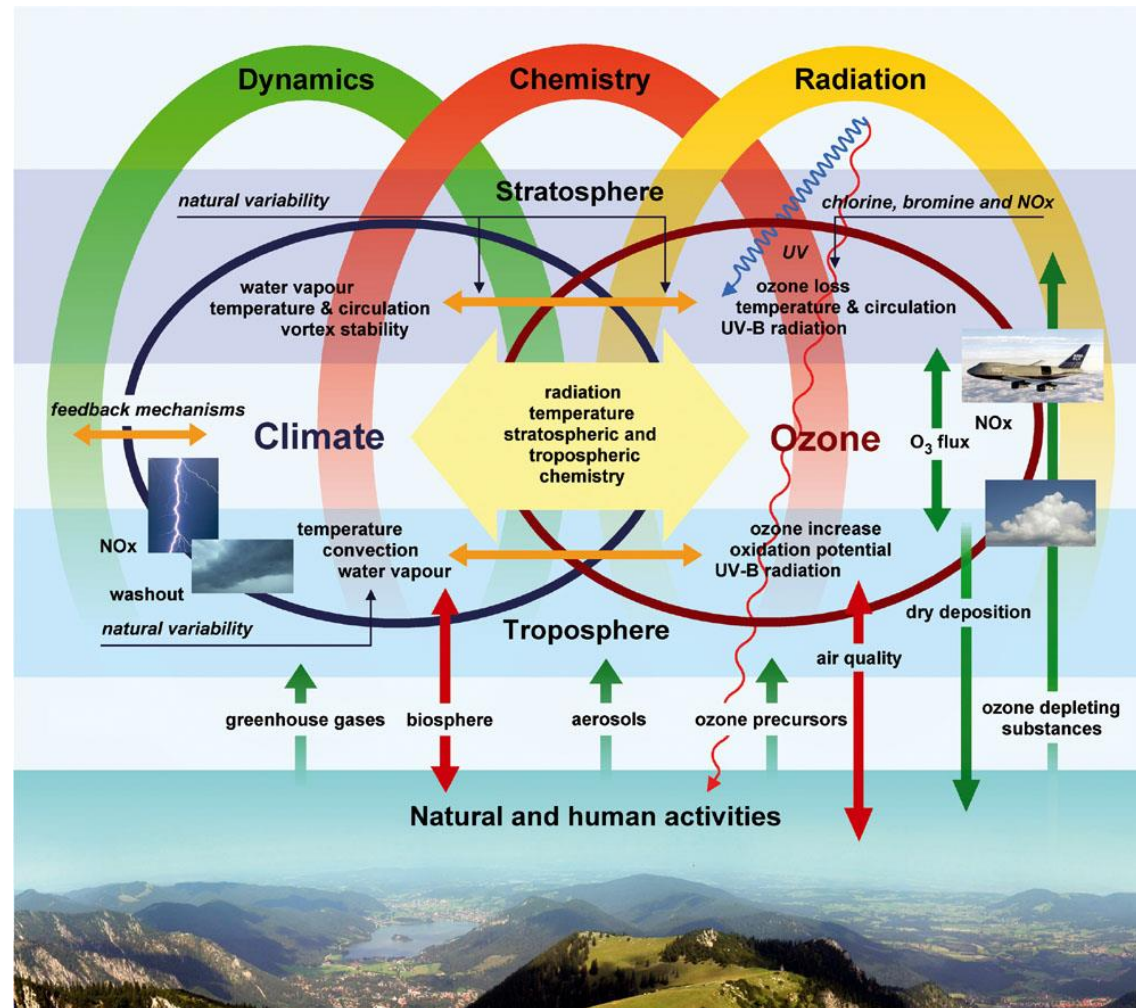 Dynamics
Chemistry
Radiation
Stratosphere
natural variability
chlorine, bromine and NOx
UV
water vapour
temperature & circulation
vortex stability
ozone loss
temperature & circulation
UV-B radiation
feedback mechanisms
Climate
radiation
temperature
stratospheric and
tropospheric
chemistry
Ozone
O3 flux
NOx
NOx
washout
temperature
convection
water vapour
ozone increase
oxidation potential
UV-B radiation
natural variability
Troposphere
dry deposition
air quality
greenhouse gases
biosphere
aerosols
ozone precursors
ozone depleting
substances
Natural and human activities